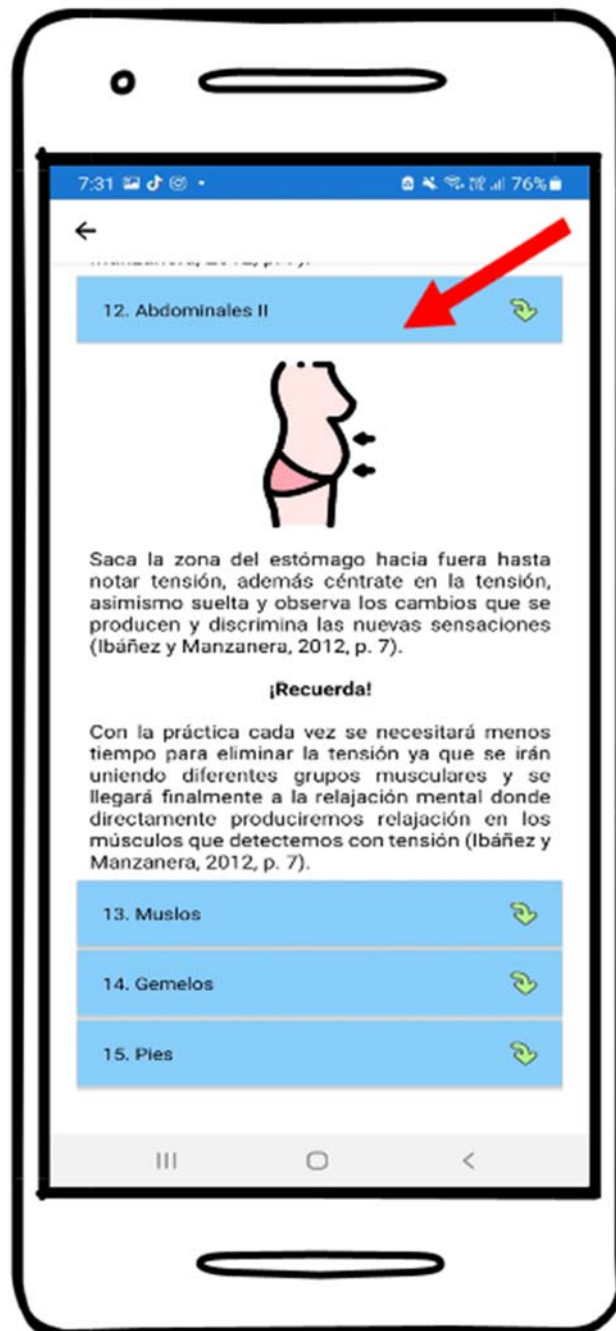 7:31
76%
12. Abdominales II
Saca la zona del estómago hacia fuera hasta
notar tensión, además céntrate en la tensión,
asimismo suelta y observa los cambios que se
producen y discrimina las nuevas sensaciones
(Ibáñez y Manzanera, 2012, p. 7).
¡Recuerda!
Con la práctica cada vez se necesitará menos
tiempo para eliminar la tensión ya que se irán
uniendo diferentes grupos musculares y se
llegará finalmente a la relajación mental donde
directamente produciremos relajación en los
músculos que detectemos con tensión (Ibáñez y
Manzanera, 2012, p. 7).
13. Muslos
14. Gemelos
15. Pies